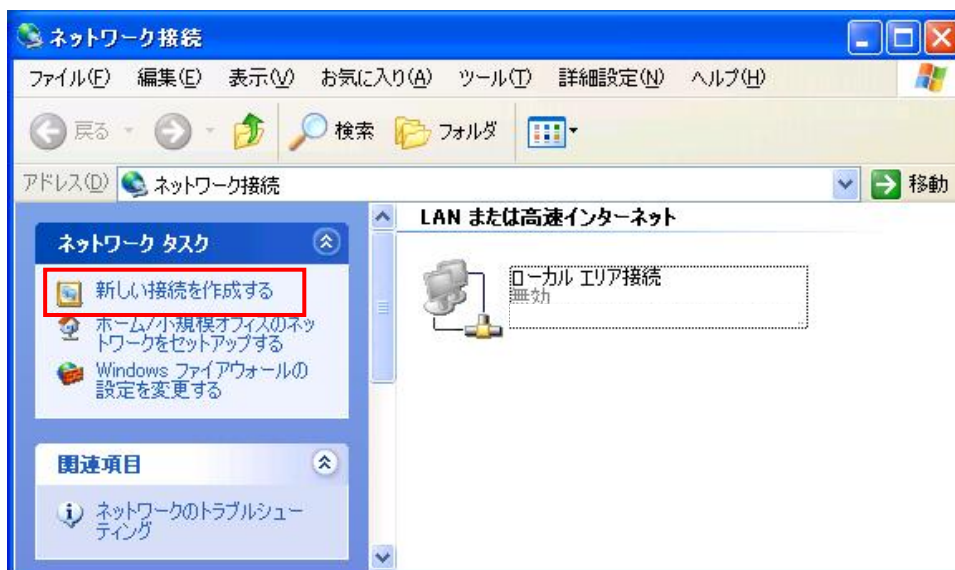 ネットワーク接続
ファイル(F) 編集(E) 表示(V) お気に入り(A) ツール(T) 詳細設定(N) ヘルプ(H)
戻る 検索 フォルダ
アドレス(D) ネットワーク接続 移動
ネットワーク タスク
新しい接続を作成する
ホーム/小規模オフィスのネッ
トワークをセットアップする
Windows ファイアウォールの
設定を変更する
関連項目
ネットワークのトラブルシュー
ティング
LAN または高速インターネット
ローカル エリア接続
無効